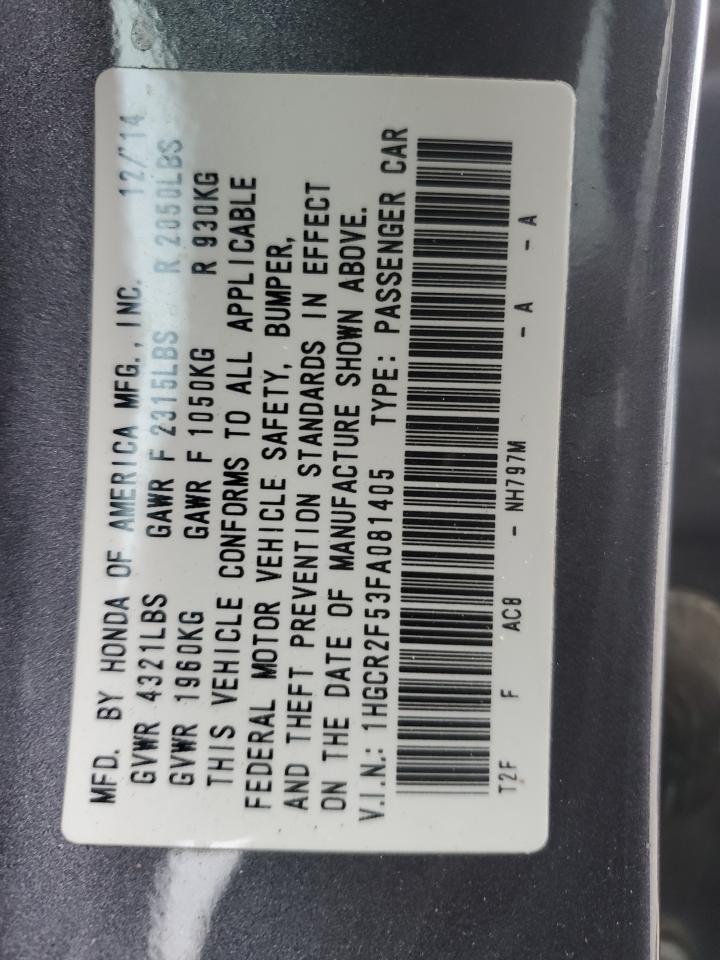 MFD. BY HONDA OF AMERICA MFG., INC. 12/'14
GVWR 4321LBS GAWR F 2315LBS R 2050LBS
GVWR 1960KG GAWR F 1050KG R 930KG
THIS VEHICLE CONFORMS TO ALL APPLICABLE
FEDERAL MOTOR VEHICLE SAFETY, BUMPER,
AND THEFT PREVENTION STANDARDS IN EFFECT
ON THE DATE OF MANUFACTURE SHOWN ABOVE.
V.I.N.: 1HGCR2F53FA081405 TYPE: PASSENGER CAR
T2F F AC8 - NH797M - A - A